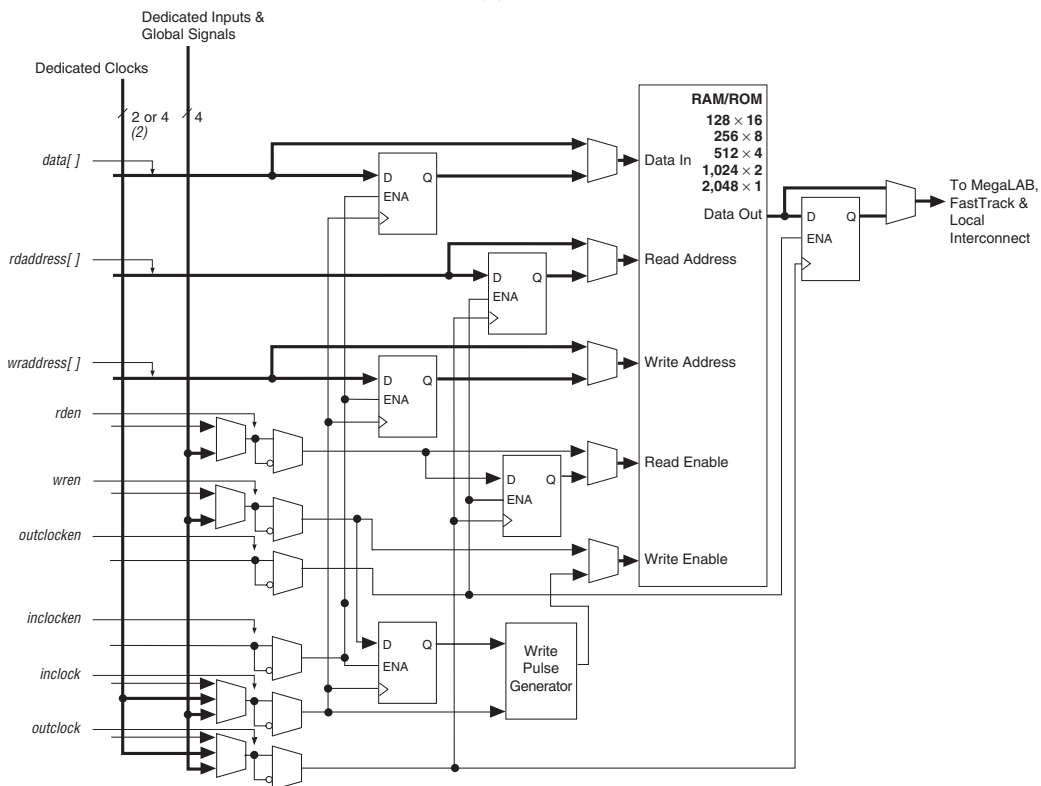 Dedicated Inputs &
Global Signals
Dedicated Clocks
2 or 4
(2)
4
RAM/ROM
128 × 16
256 × 8
512 × 4
1,024 × 2
2,048 × 1
data[ ]
D Q
ENA
Data In
Data Out
D Q
ENA
To MegaLAB,
FastTrack &
Local
Interconnect
rdaddress[ ]
D Q
ENA
Read Address
wraddress[ ]
D Q
ENA
Write Address
rden
D Q
ENA
Read Enable
wren
outclocken
Write Enable
inclocken
D Q
ENA
Write
Pulse
Generator
inclock
outclock